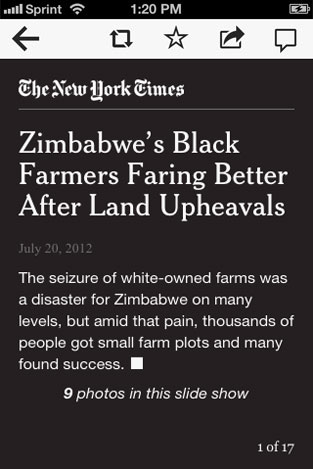 Sprint 1:20 PM
The New York Times
Zimbabwe's Black
Farmers Faring Better
After Land Upheavals
July 20, 2012
The seizure of white-owned farms was
a disaster for Zimbabwe on many
levels, but amid that pain, thousands of
people got small farm plots and many
found success.
9 photos in this slide show
1 of 17